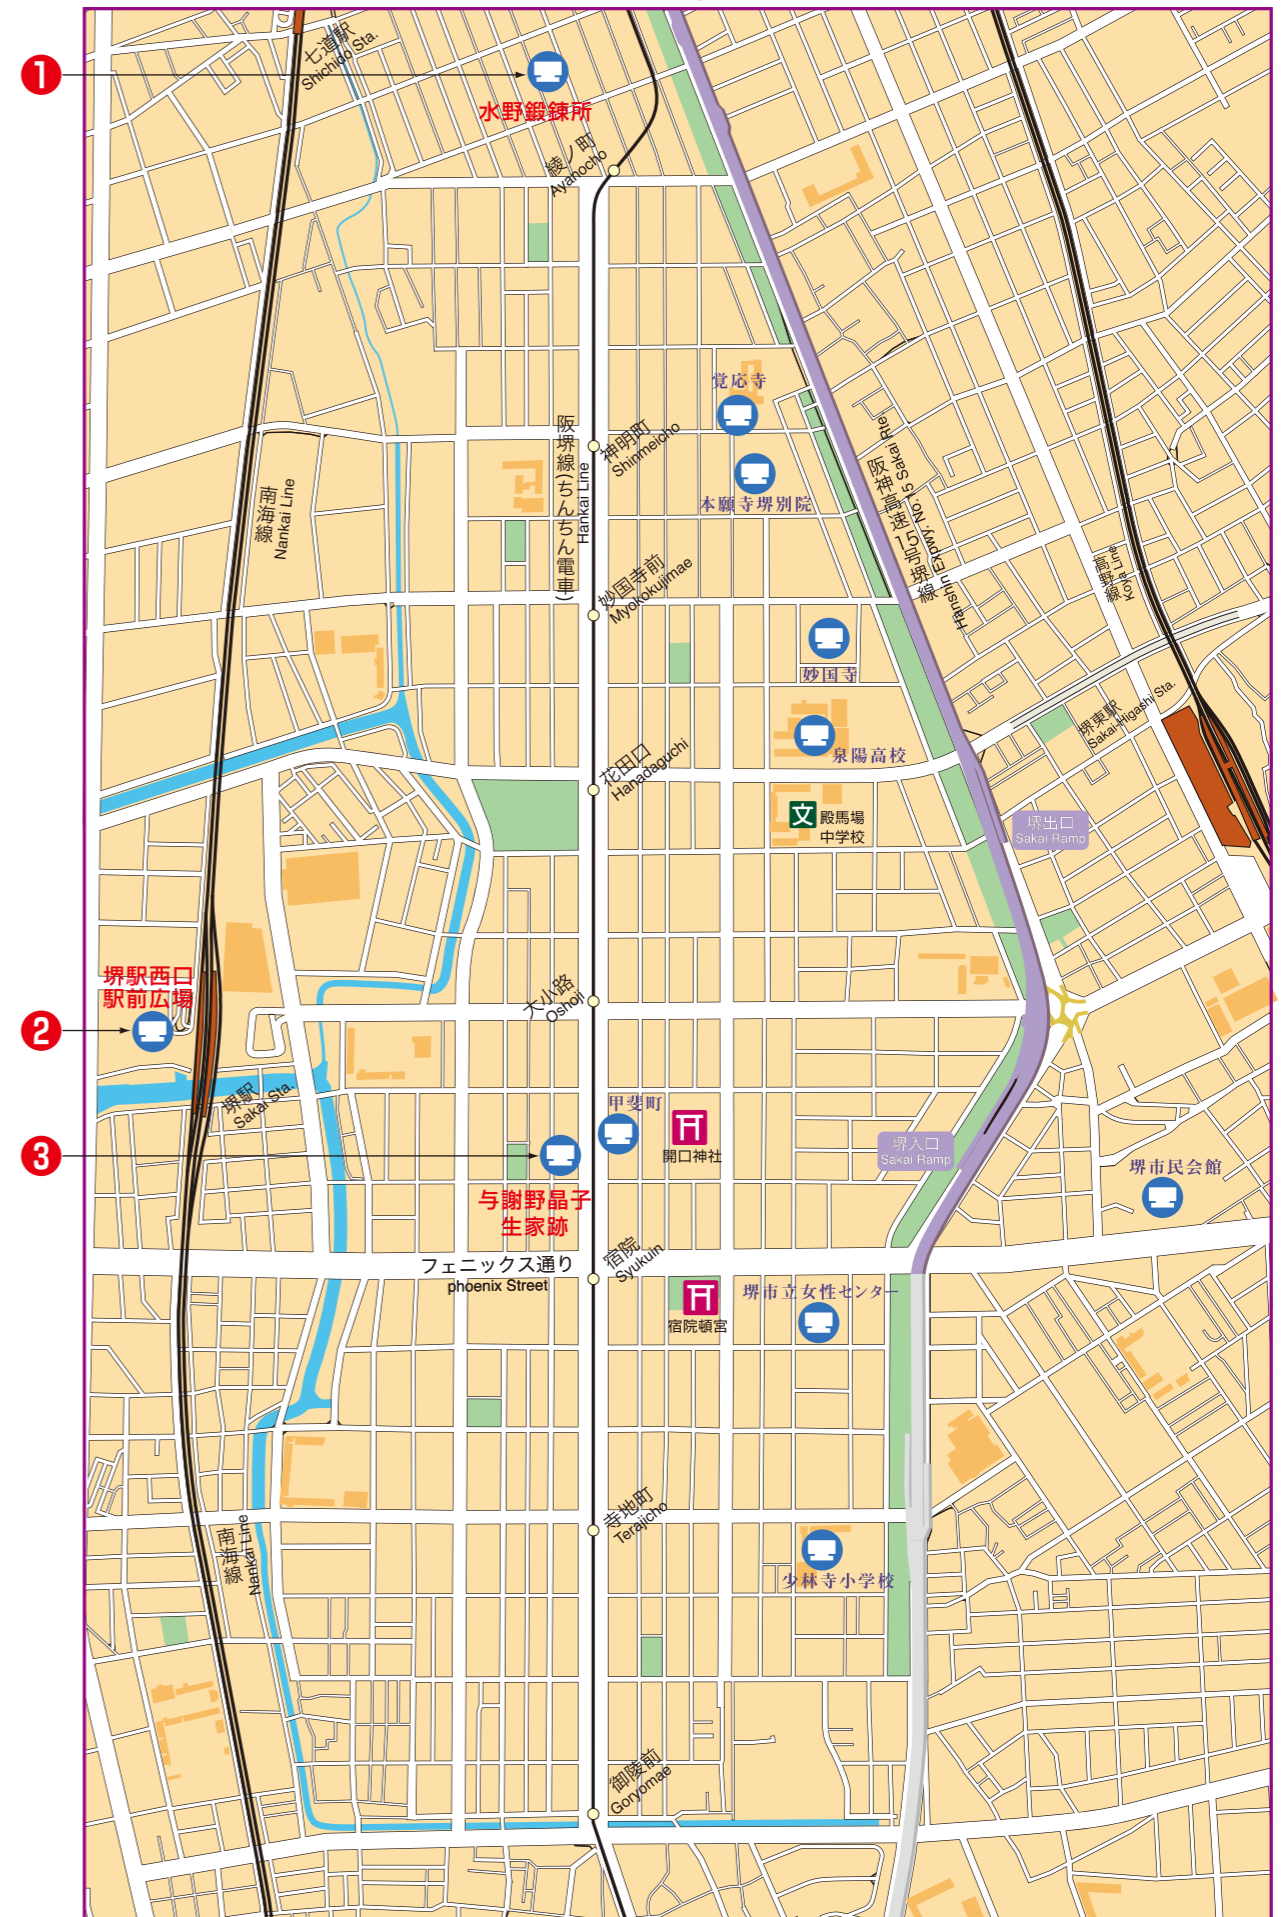 七道駅
Shichido Sta.
1
水野鍛錬所
綾ノ町
Ayanocho
覚応寺
阪堺線(ちんちん電車)
Hankai Line
神明町
Shinmeicho
本願寺堺別院
阪神高速15号堺線
Hanshin Expwy. No.15 Sakai Rte.
南海線
Nankai Line
妙国寺前
Myokokujimae
高野線
Koya Line
妙国寺
堺東駅
Sakai-Higashi Sta.
泉陽高校
花田口
Hanadaguchi
文
殿馬場
中学校
堺出口
Sakai Ramp
堺駅西口
駅前広場
2
大小路
Oshoji
堺駅
Sakai Sta.
甲斐町
開口神社
堺入口
Sakai Ramp
3
堺市民会館
与謝野晶子
生家跡
宿院
Syukuin
フェニックス通り
phoenix Street
宿院頓宮
堺市立女性センター
寺地町
Terajicho
南海線
Nankai Line
少林寺小学校
御陵前
Goryomae